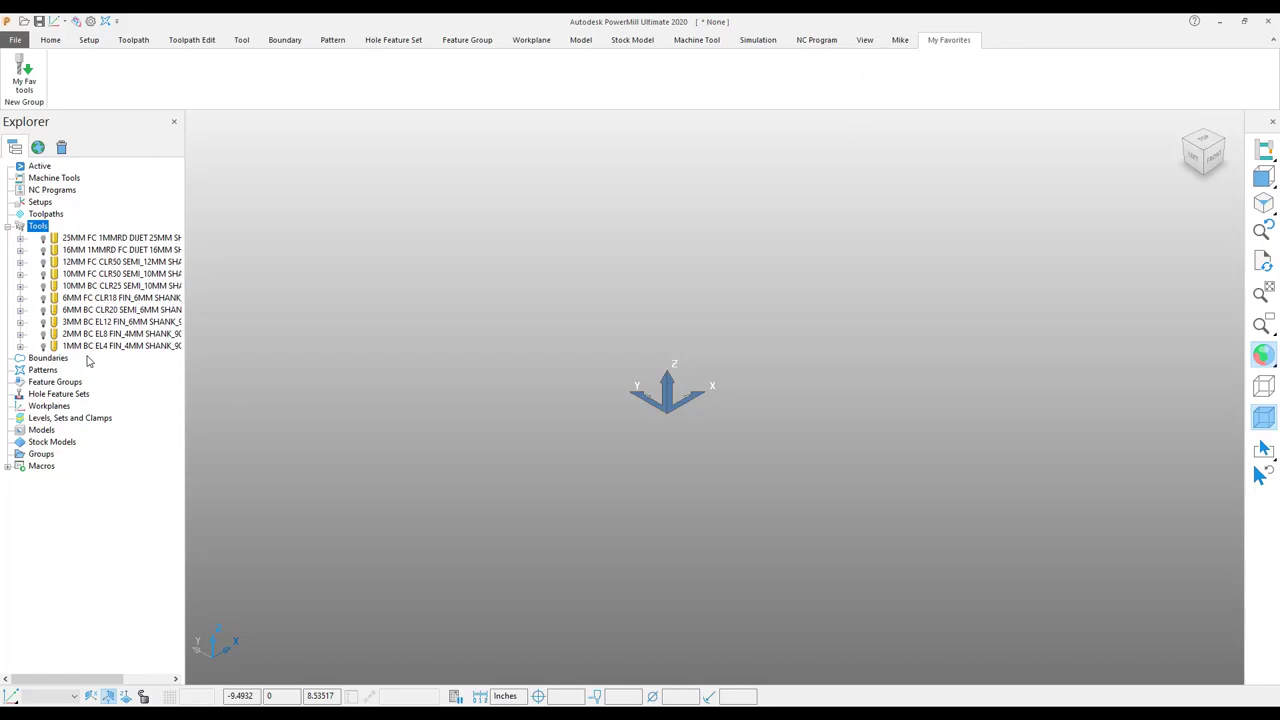 Autodesk PowerMill Ultimate 2020 [ * None ]
File Home Setup Toolpath Toolpath Edit Tool Boundary Pattern Hole Feature Set Feature Group Workplane Model Stock Model Machine Tool Simulation NC Program View Mike My Favorites
My Fav
tools
New Group
Explorer
Active
Machine Tools
NC Programs
Setups
Toolpaths
Tools
25MM FC 1MMRD DIJET 25MM SH
16MM 1MMRD FC DIJET 16MM SH
12MM FC CLR50 SEMI_12MM SHA
10MM FC CLR50 SEMI_10MM SHA
10MM BC CLR25 SEMI_10MM SHA
6MM FC CLR18 FIN_6MM SHANK_
6MM BC CLR20 SEMI_6MM SHAN
3MM BC EL12 FIN_6MM SHANK_9
2MM BC EL8 FIN_4MM SHANK_90
1MM BC EL4 FIN_4MM SHANK_90
Boundaries
Patterns
Feature Groups
Hole Feature Sets
Workplanes
Levels, Sets and Clamps
Models
Stock Models
Groups
Macros
TOP
LEFT FRONT
Z
Y X
Y X
-9.4932 0 8.53517 Inches